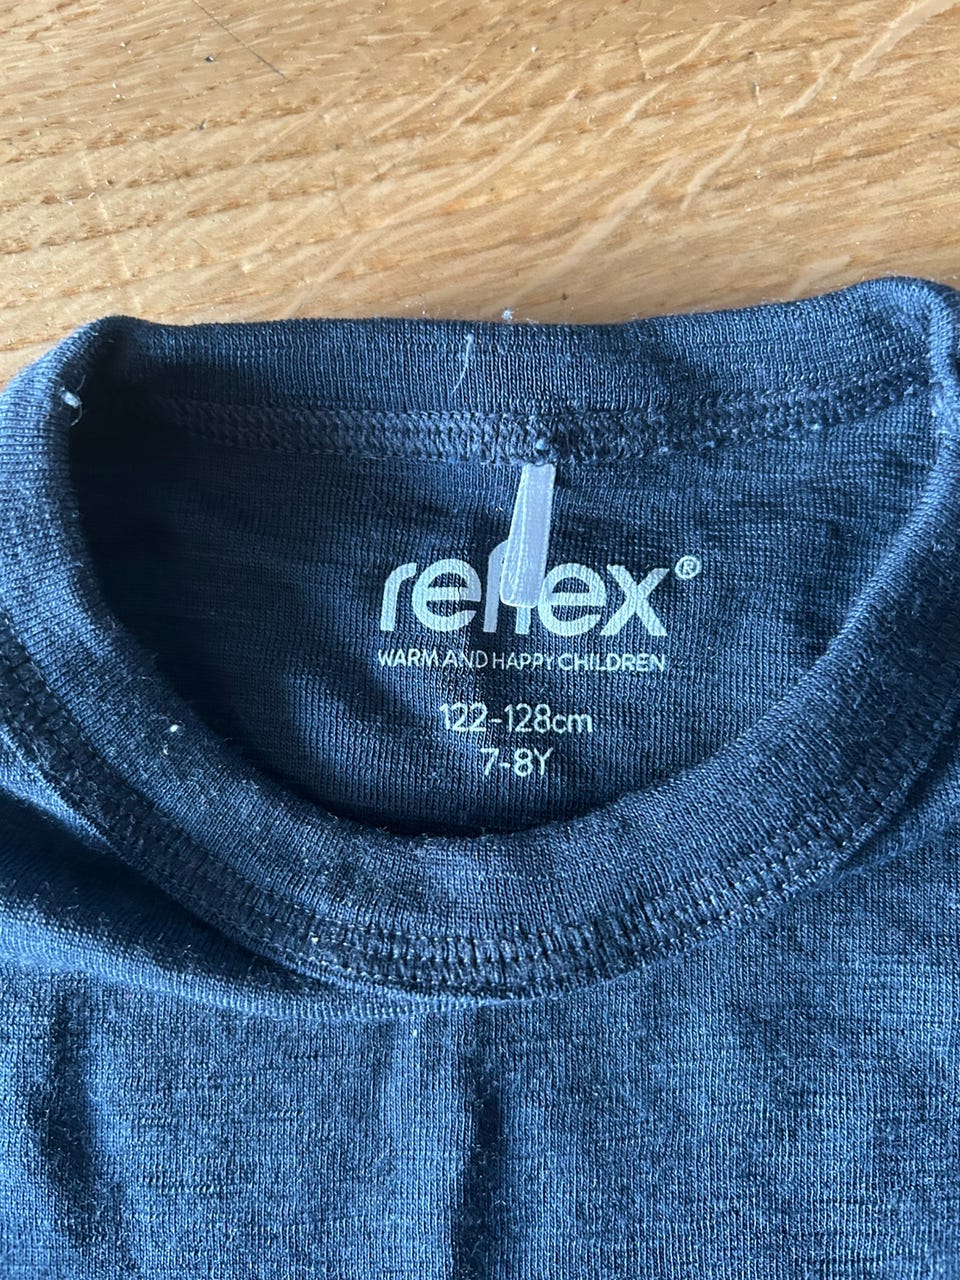 reflex®
WARM AND HAPPY CHILDREN
122-128cm
7-8Y